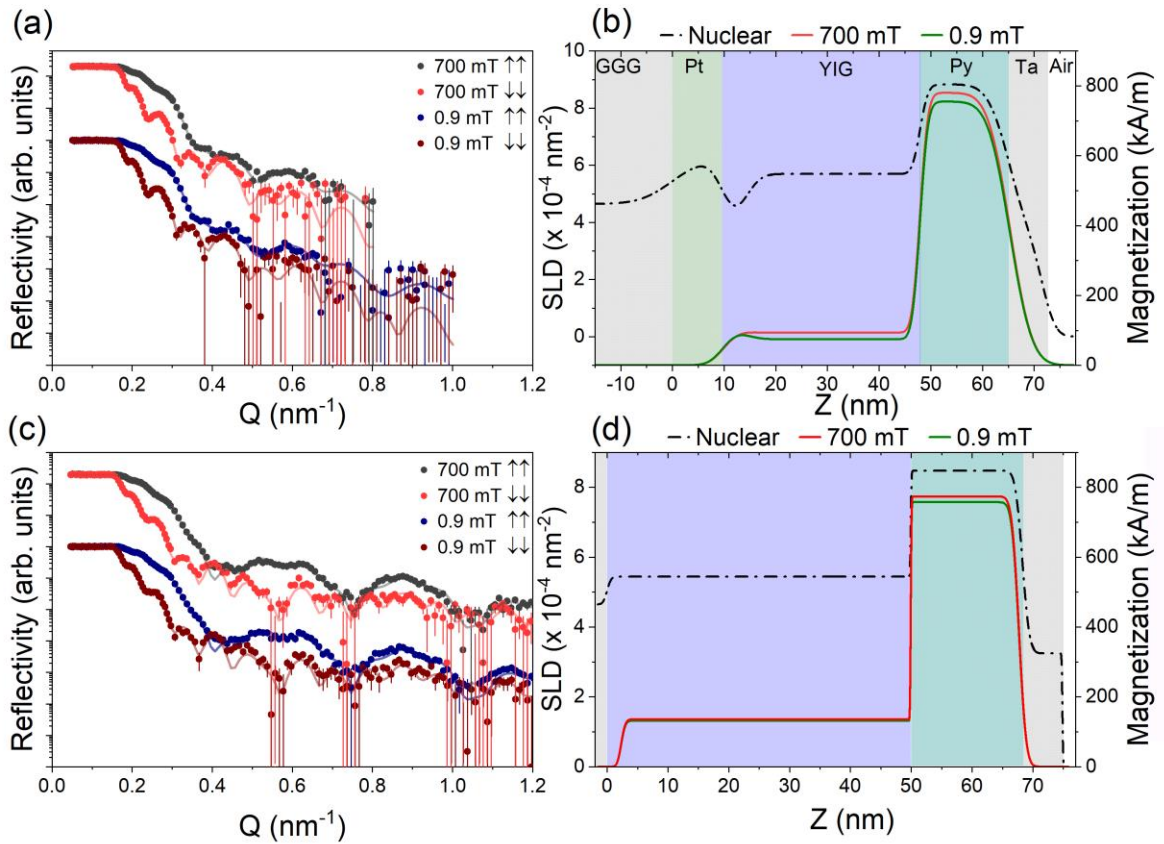 (a)
Reflectivity (arb. units)
700 mT ↑↑
700 mT ↓↓
0.9 mT ↑↑
0.9 mT ↓↓
0.0 0.2 0.4 0.6 0.8 1.0 1.2
Q (nm⁻¹)
(b)
Nuclear 700 mT 0.9 mT
GGG Pt YIG Py Ta Air
SLD (x 10⁻⁴ nm⁻²)
10
8
6
4
2
0
Magnetization (kA/m)
800
600
400
200
0
-10 0 10 20 30 40 50 60 70
Z (nm)
(c)
Reflectivity (arb. units)
700 mT ↑↑
700 mT ↓↓
0.9 mT ↑↑
0.9 mT ↓↓
0.0 0.2 0.4 0.6 0.8 1.0 1.2
Q (nm⁻¹)
(d)
Nuclear 700 mT 0.9 mT
SLD (x 10⁻⁴ nm⁻²)
8
6
4
2
0
Magnetization (kA/m)
800
600
400
200
0
0 10 20 30 40 50 60 70
Z (nm)